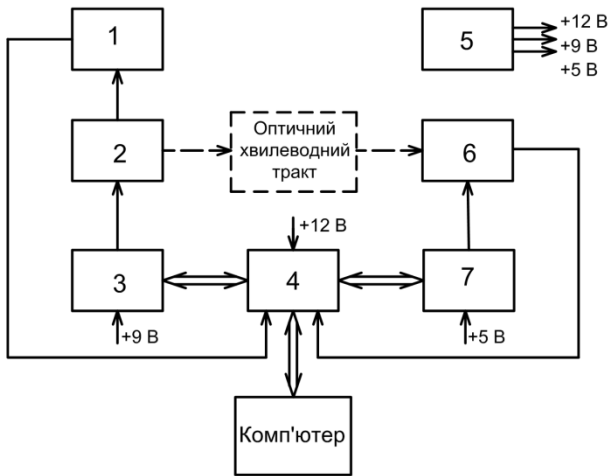 1
5
+12 В
+9 В
+5 В
2
Оптичний
хвилеводний
тракт
6
+12 В
3
4
7
+9 В
+5 В
Комп'ютер